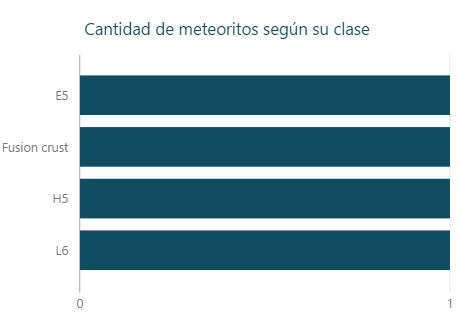 Cantidad de meteoritos según su clase
E5
Fusion crust
H5
L6
0 1